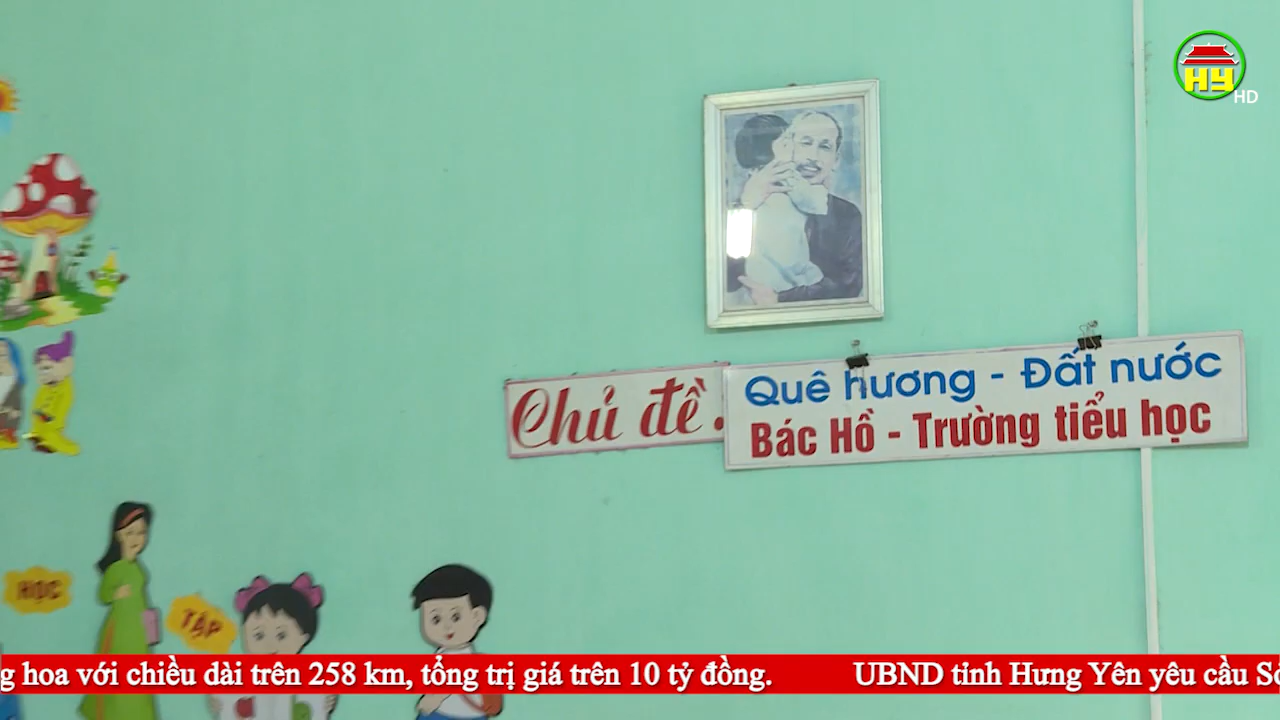 HY
HD
Chủ đề.
Quê hương - Đất nước
Bác Hồ - Trường tiểu học
HỌC
TẬP
g hoa với chiều dài trên 258 km, tổng trị giá trên 10 tỷ đồng. UBND tỉnh Hưng Yên yêu cầu Sở